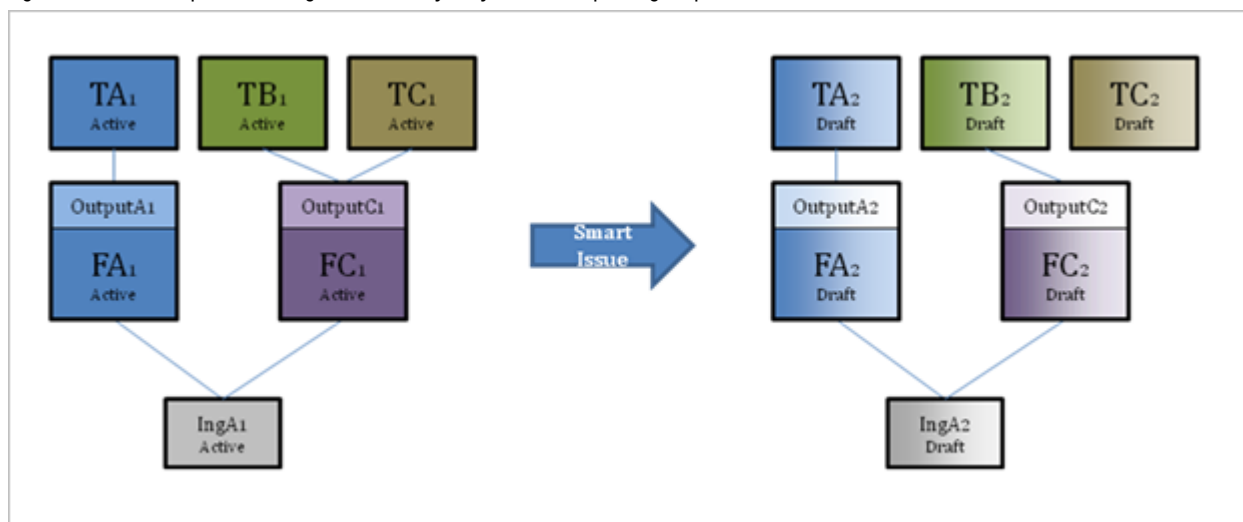 TA1
Active
TB1
Active
TC1
Active
OutputA1
FA1
Active
OutputC1
FC1
Active
IngA1
Active
Smart
Issue
TA2
Draft
TB2
Draft
TC2
Draft
OutputA2
FA2
Draft
OutputC2
FC2
Draft
IngA2
Draft